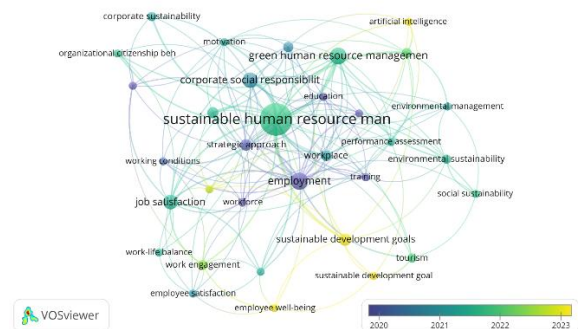 corporate sustainability
artificial intelligence
motivation
organizational citizenship beh
green human resource managemen
corporate social responsibilit
education
environmental management
sustainable human resource man
strategic approach
performance assessment
workplace
environmental sustainability
working conditions
employment
training
social sustainability
job satisfaction
workforce
sustainable development goals
work-life balance
tourism
work engagement
sustainable development goal
employee satisfaction
employee well-being
VOSviewer
2020 2021 2022 2023